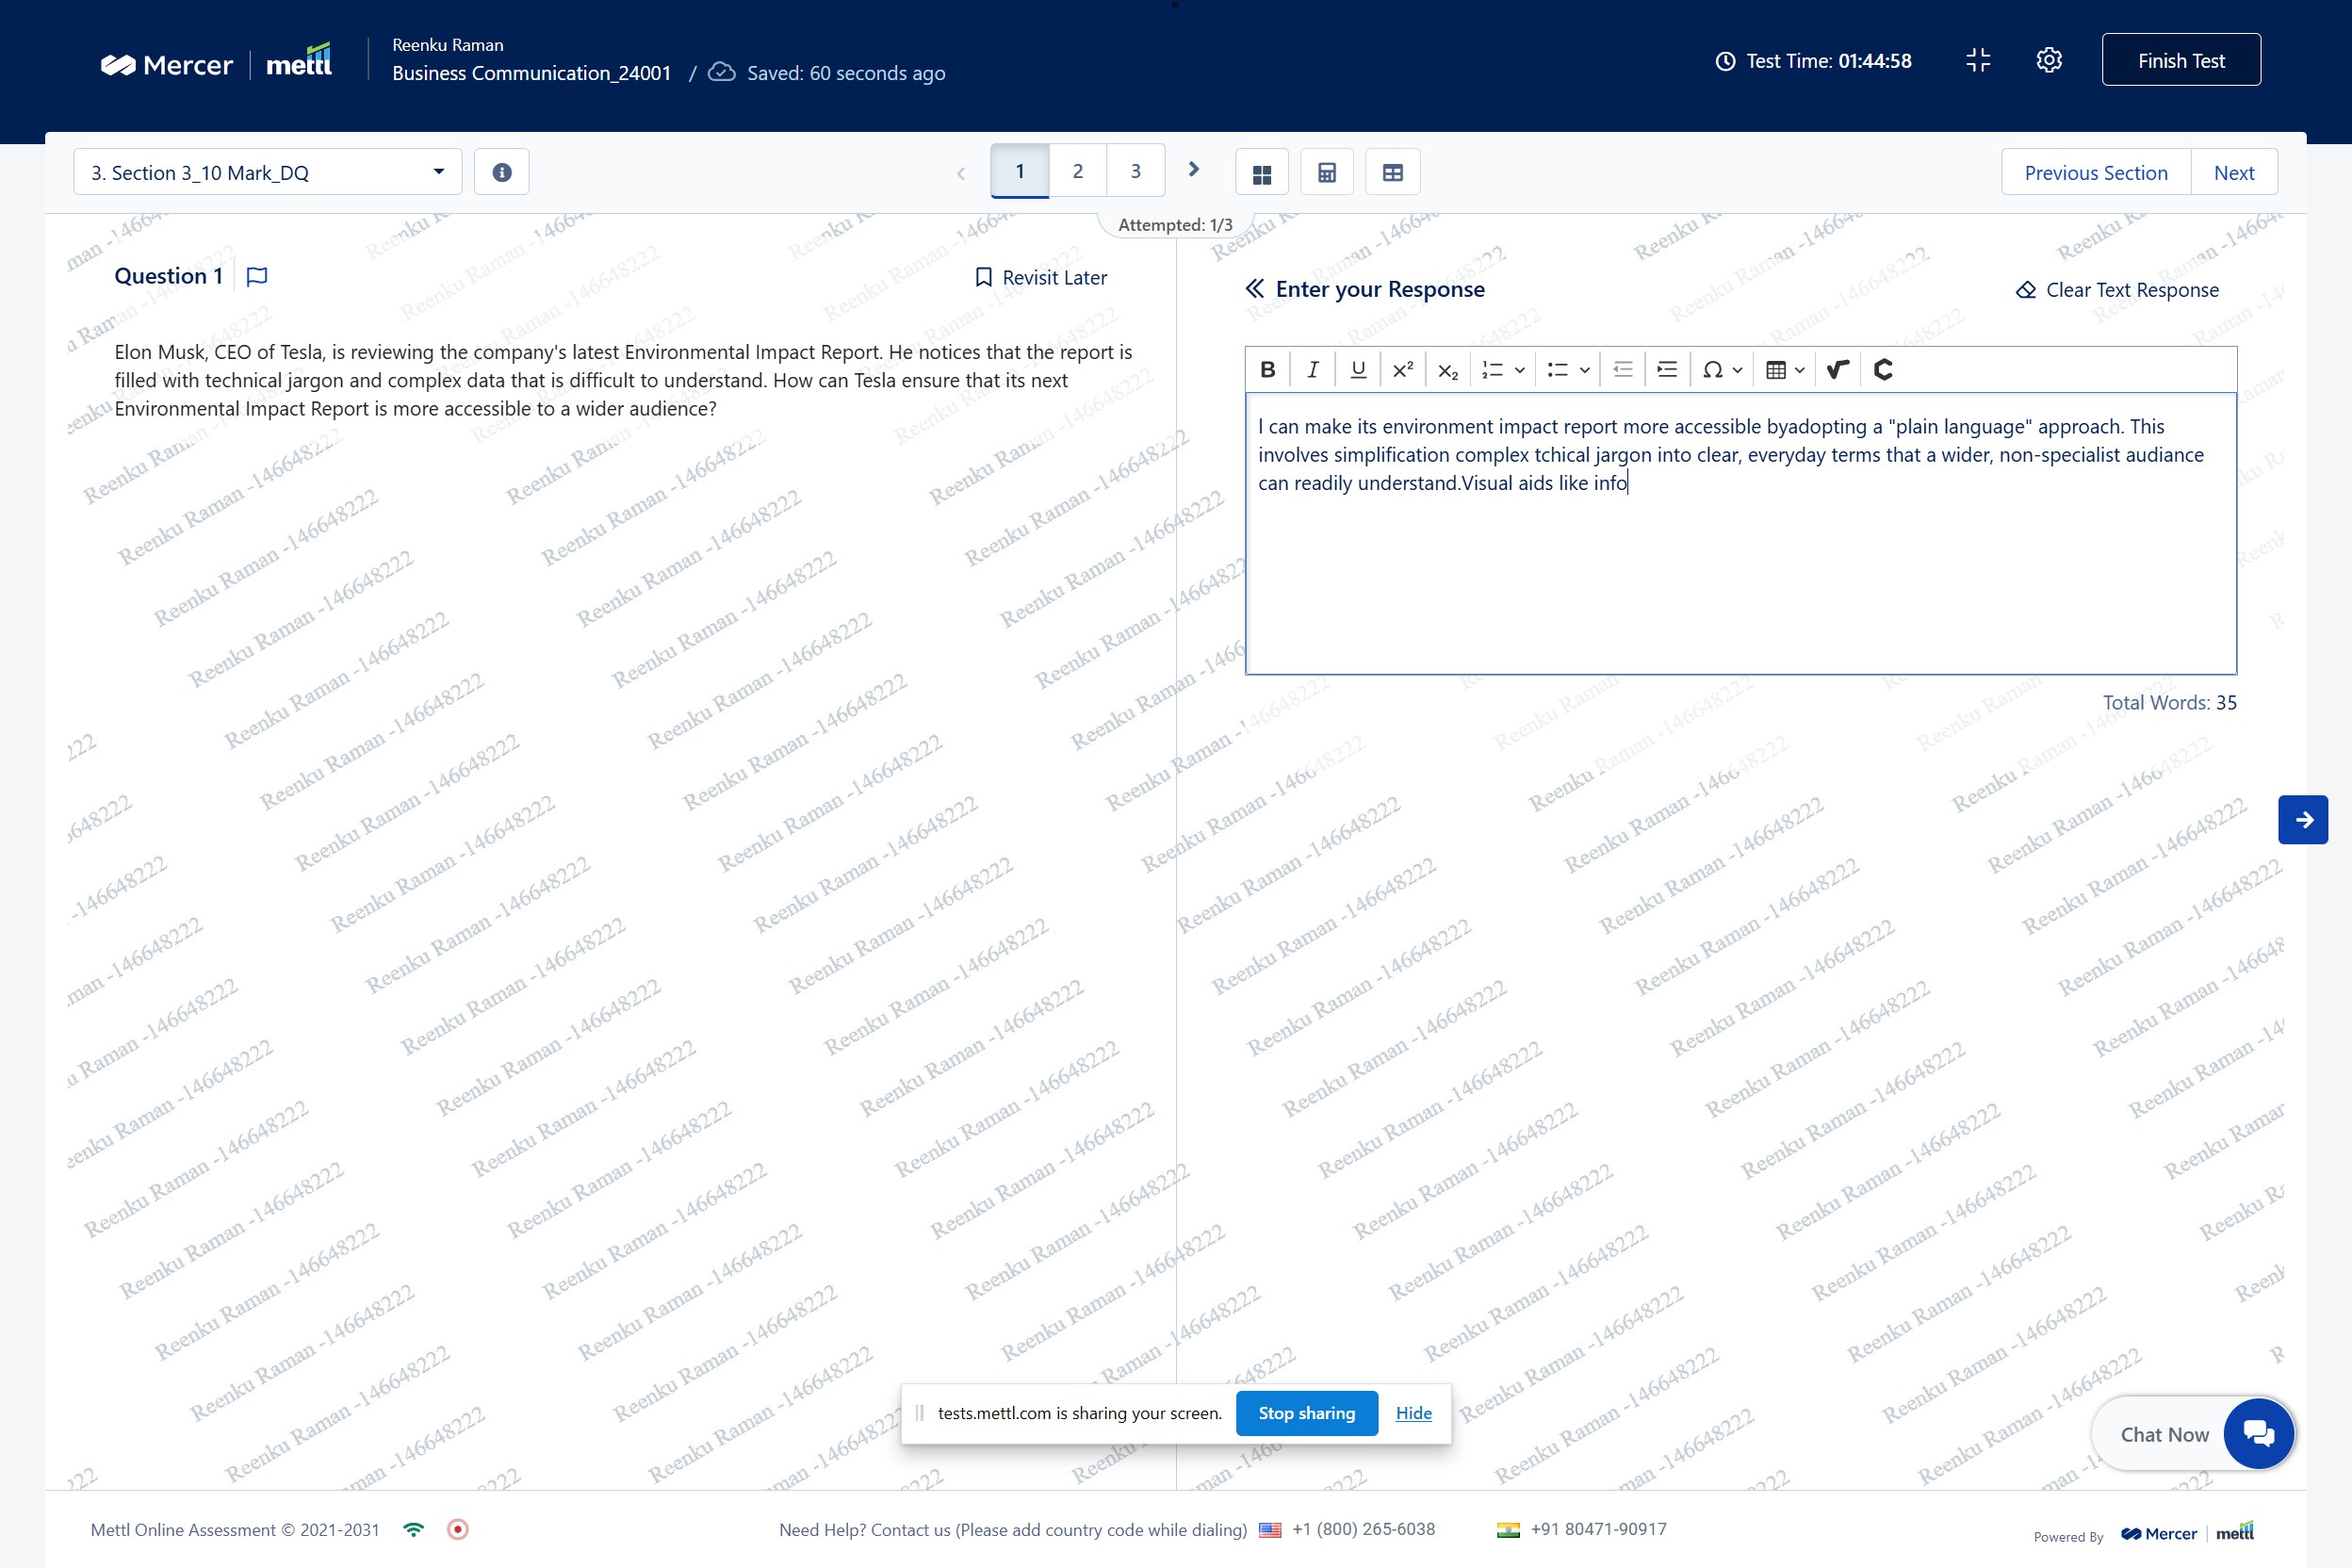 Mercer | mettl
Reenku Raman
Business Communication_24001 / Saved: 60 seconds ago
Test Time: 01:44:58
Finish Test
3. Section 3_10 Mark_DQ
1 2 3
Previous Section Next
Attempted: 1/3
Question 1
Revisit Later
Elon Musk, CEO of Tesla, is reviewing the company's latest Environmental Impact Report. He notices that the report is
filled with technical jargon and complex data that is difficult to understand. How can Tesla ensure that its next
Environmental Impact Report is more accessible to a wider audience?
Enter your Response
Clear Text Response
B I U x² x₂ Ω
I can make its environment impact report more accessible byadopting a "plain language" approach. This
involves simplification complex tchical jargon into clear, everyday terms that a wider, non-specialist audiance
can readily understand.Visual aids like info
Total Words: 35
Reenku Raman -146648222
tests.mettl.com is sharing your screen. Stop sharing Hide
Chat Now
Mettl Online Assessment © 2021-2031
Need Help? Contact us (Please add country code while dialing) +1 (800) 265-6038 +91 80471-90917
Powered By Mercer | mettl